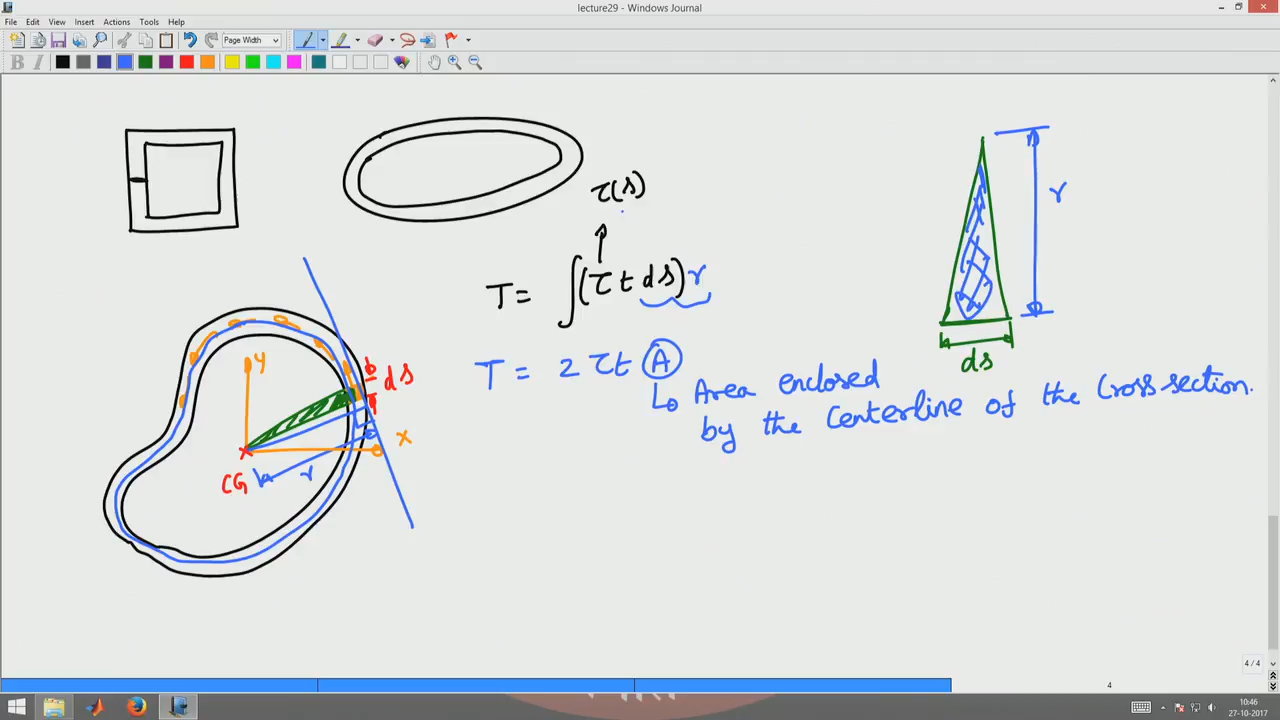 lecture29 - Windows Journal
File Edit View Insert Actions Tools Help
Page Width
B I
τ(s)
T = ∫(τ t ds) r
T = 2 τt A
Area enclosed
by the centerline of the cross section.
r
ds
y
t
ds
x
CG
r
4 / 4
4
10:46
27-10-2017